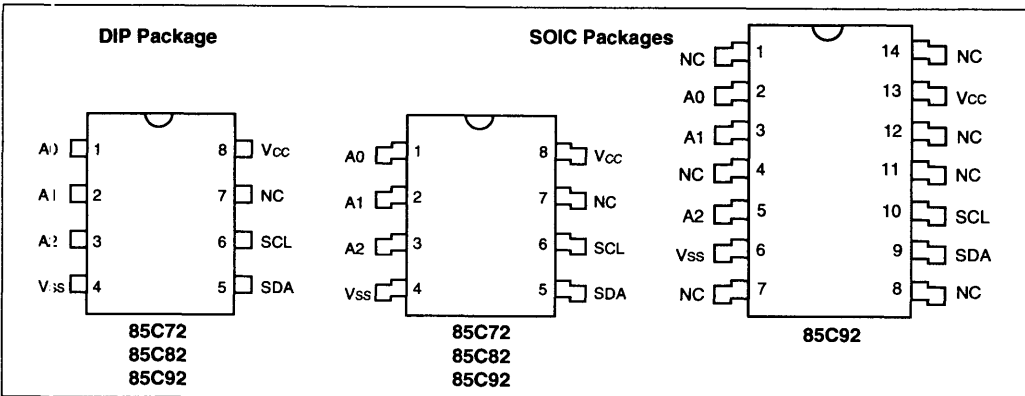 DIP Package
A0 1 8 Vcc
A1 2 7 NC
A2 3 6 SCL
Vss 4 5 SDA
85C72
85C82
85C92
SOIC Packages
A0 1 8 Vcc
A1 2 7 NC
A2 3 6 SCL
Vss 4 5 SDA
85C72
85C82
85C92
NC 1 14 NC
A0 2 13 Vcc
A1 3 12 NC
NC 4 11 NC
A2 5 10 SCL
Vss 6 9 SDA
NC 7 8 NC
85C92